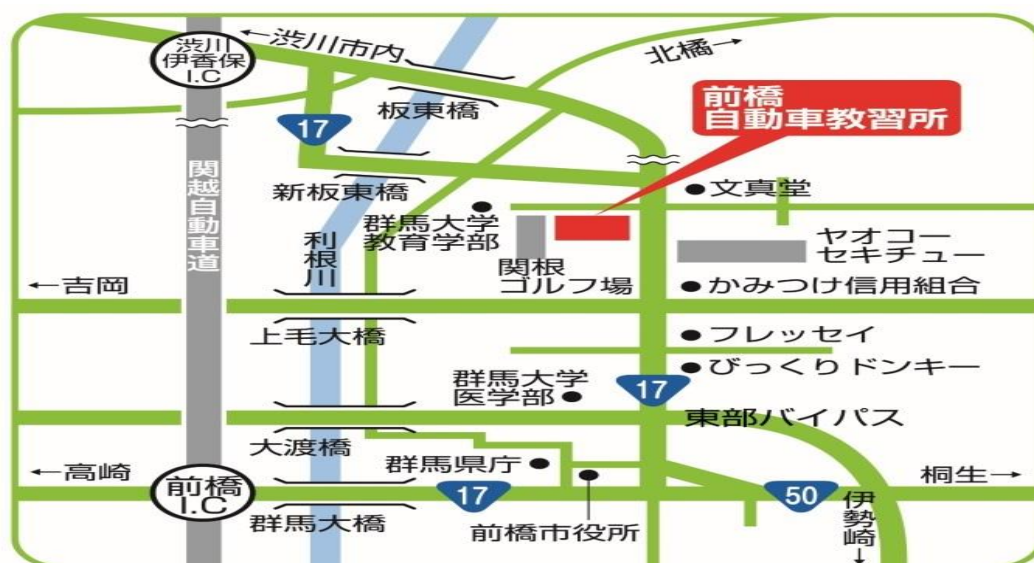 渋川
伊香保
I.C
←渋川市内
北橘→
前橋
自動車教習所
17
板東橋
関越自動車道
新板東橋
利根川
群馬大学
教育学部
文真堂
関根
ゴルフ場
ヤオコー
セキチュー
←吉岡
かみつけ信用組合
上毛大橋
フレッセイ
びっくりドンキー
群馬大学
医学部
17
東部バイパス
大渡橋
←高崎
前橋
I.C
群馬県庁
17
50
桐生→
群馬大橋
前橋市役所
伊勢崎↓